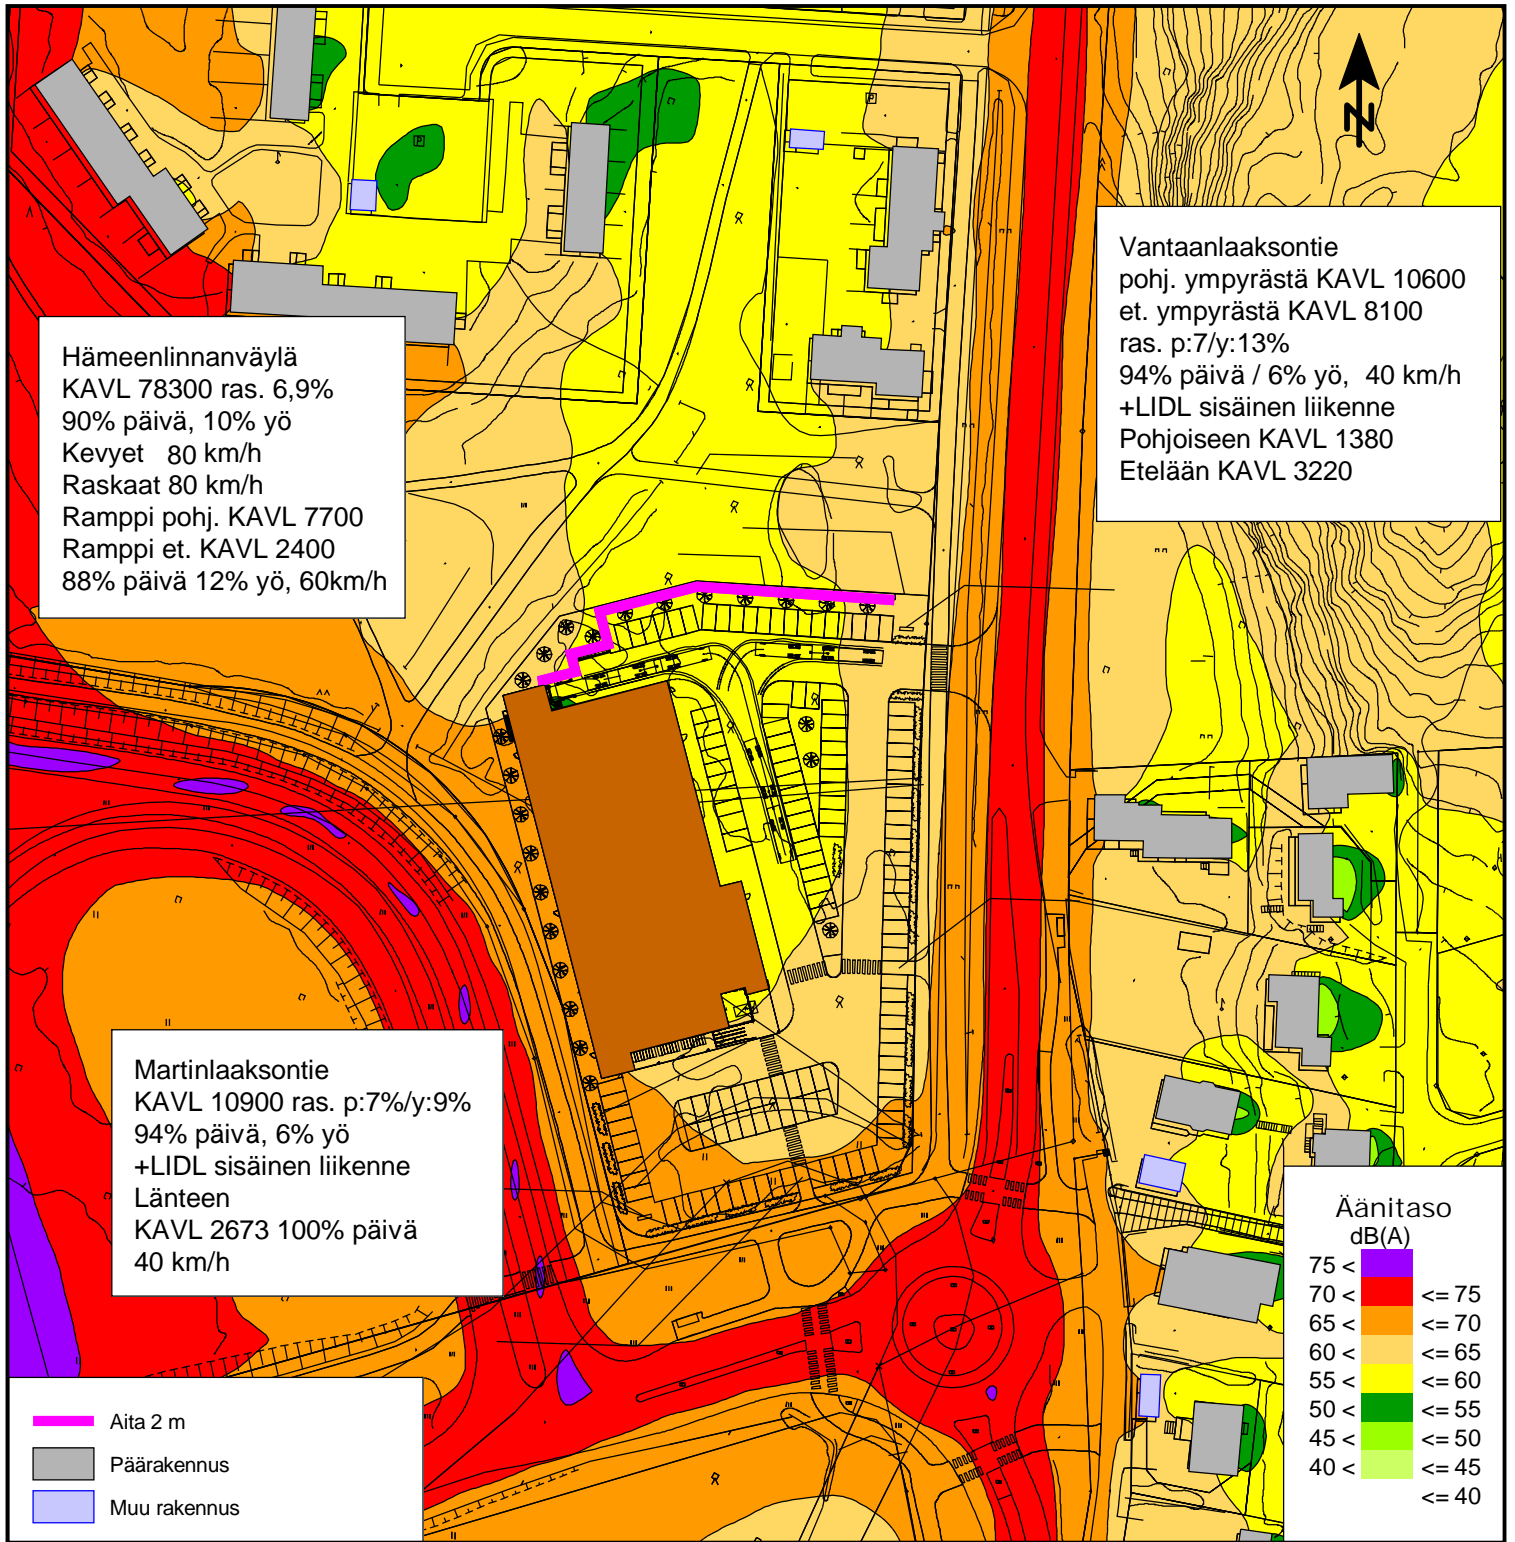 N
Vantaanlaaksontie
pohj. ympyrästä KAVL 10600
et. ympyrästä KAVL 8100
ras. p:7/y:13%
94% päivä / 6% yö, 40 km/h
+LIDL sisäinen liikenne
Pohjoiseen KAVL 1380
Etelään KAVL 3220
Hämeenlinnanväylä
KAVL 78300 ras. 6,9%
90% päivä, 10% yö
Kevyet 80 km/h
Raskaat 80 km/h
Ramppi pohj. KAVL 7700
Ramppi et. KAVL 2400
88% päivä 12% yö, 60km/h
Martinlaaksontie
KAVL 10900 ras. p:7%/y:9%
94% päivä, 6% yö
+LIDL sisäinen liikenne
Länteen
KAVL 2673 100% päivä
40 km/h
Äänitaso
dB(A)
75 <
70 < <= 75
65 < <= 70
60 < <= 65
55 < <= 60
50 < <= 55
45 < <= 50
40 < <= 45
<= 40
Aita 2 m
Päärakennus
Muu rakennus